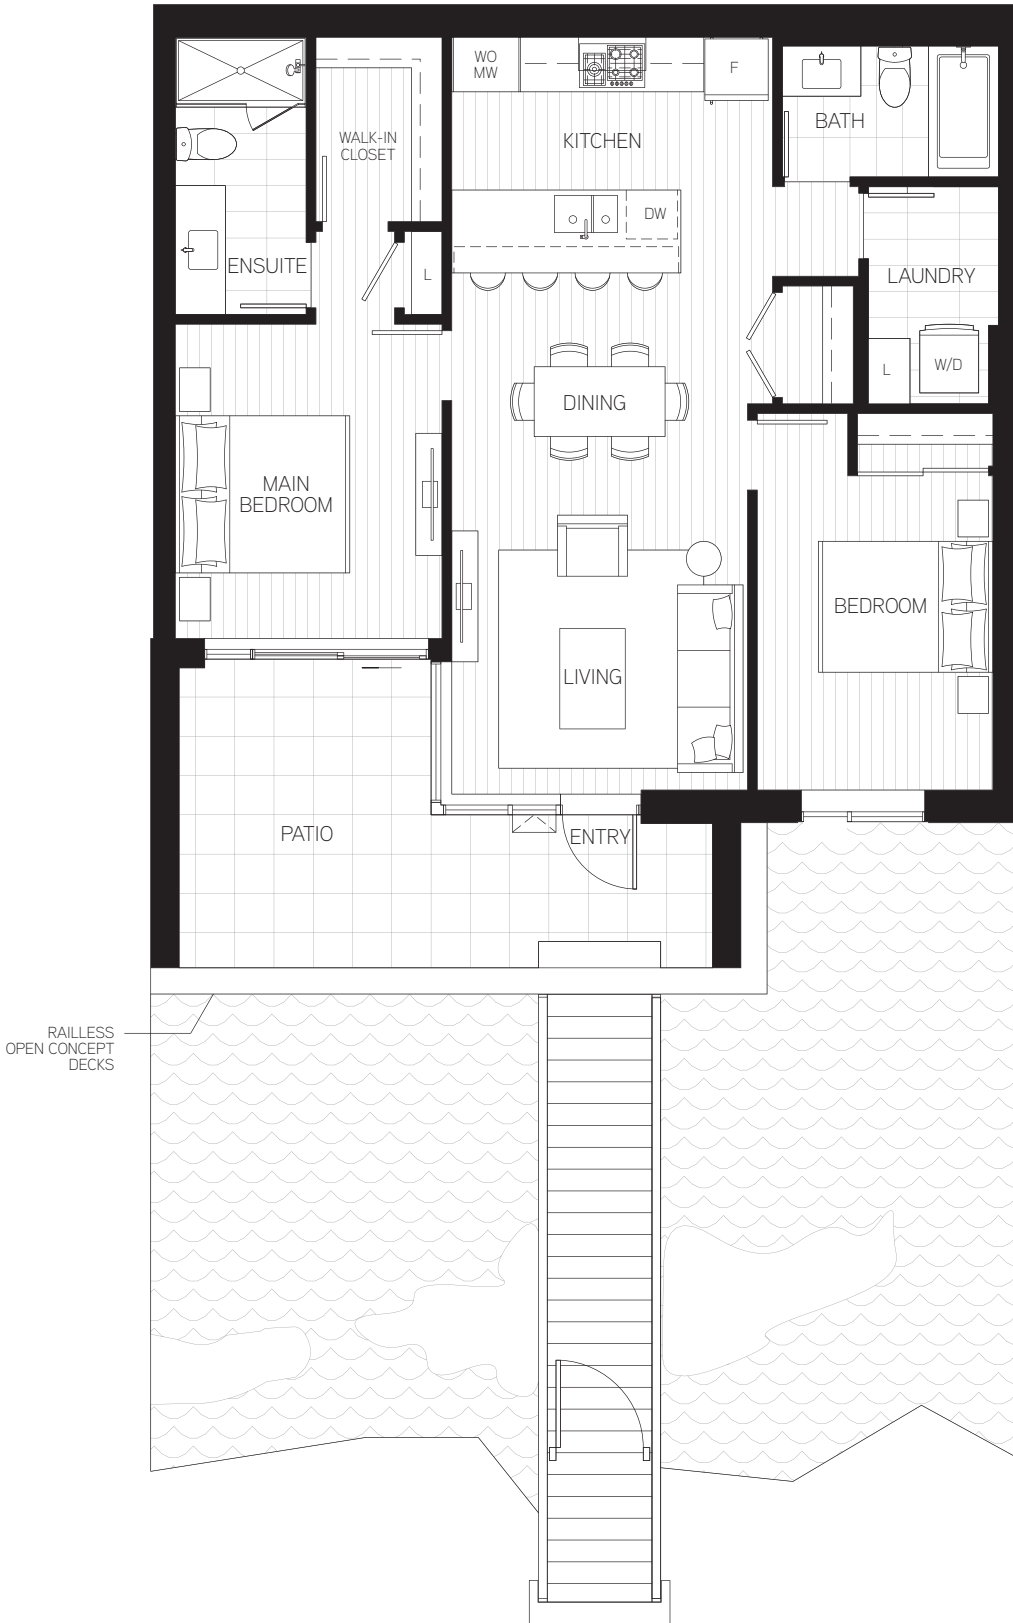 WO
MW
F
BATH
WALK-IN
CLOSET
KITCHEN
DW
ENSUITE
L
LAUNDRY
L
W/D
DINING
MAIN
BEDROOM
BEDROOM
LIVING
PATIO
ENTRY
RAILLESS
OPEN CONCEPT
DECKS